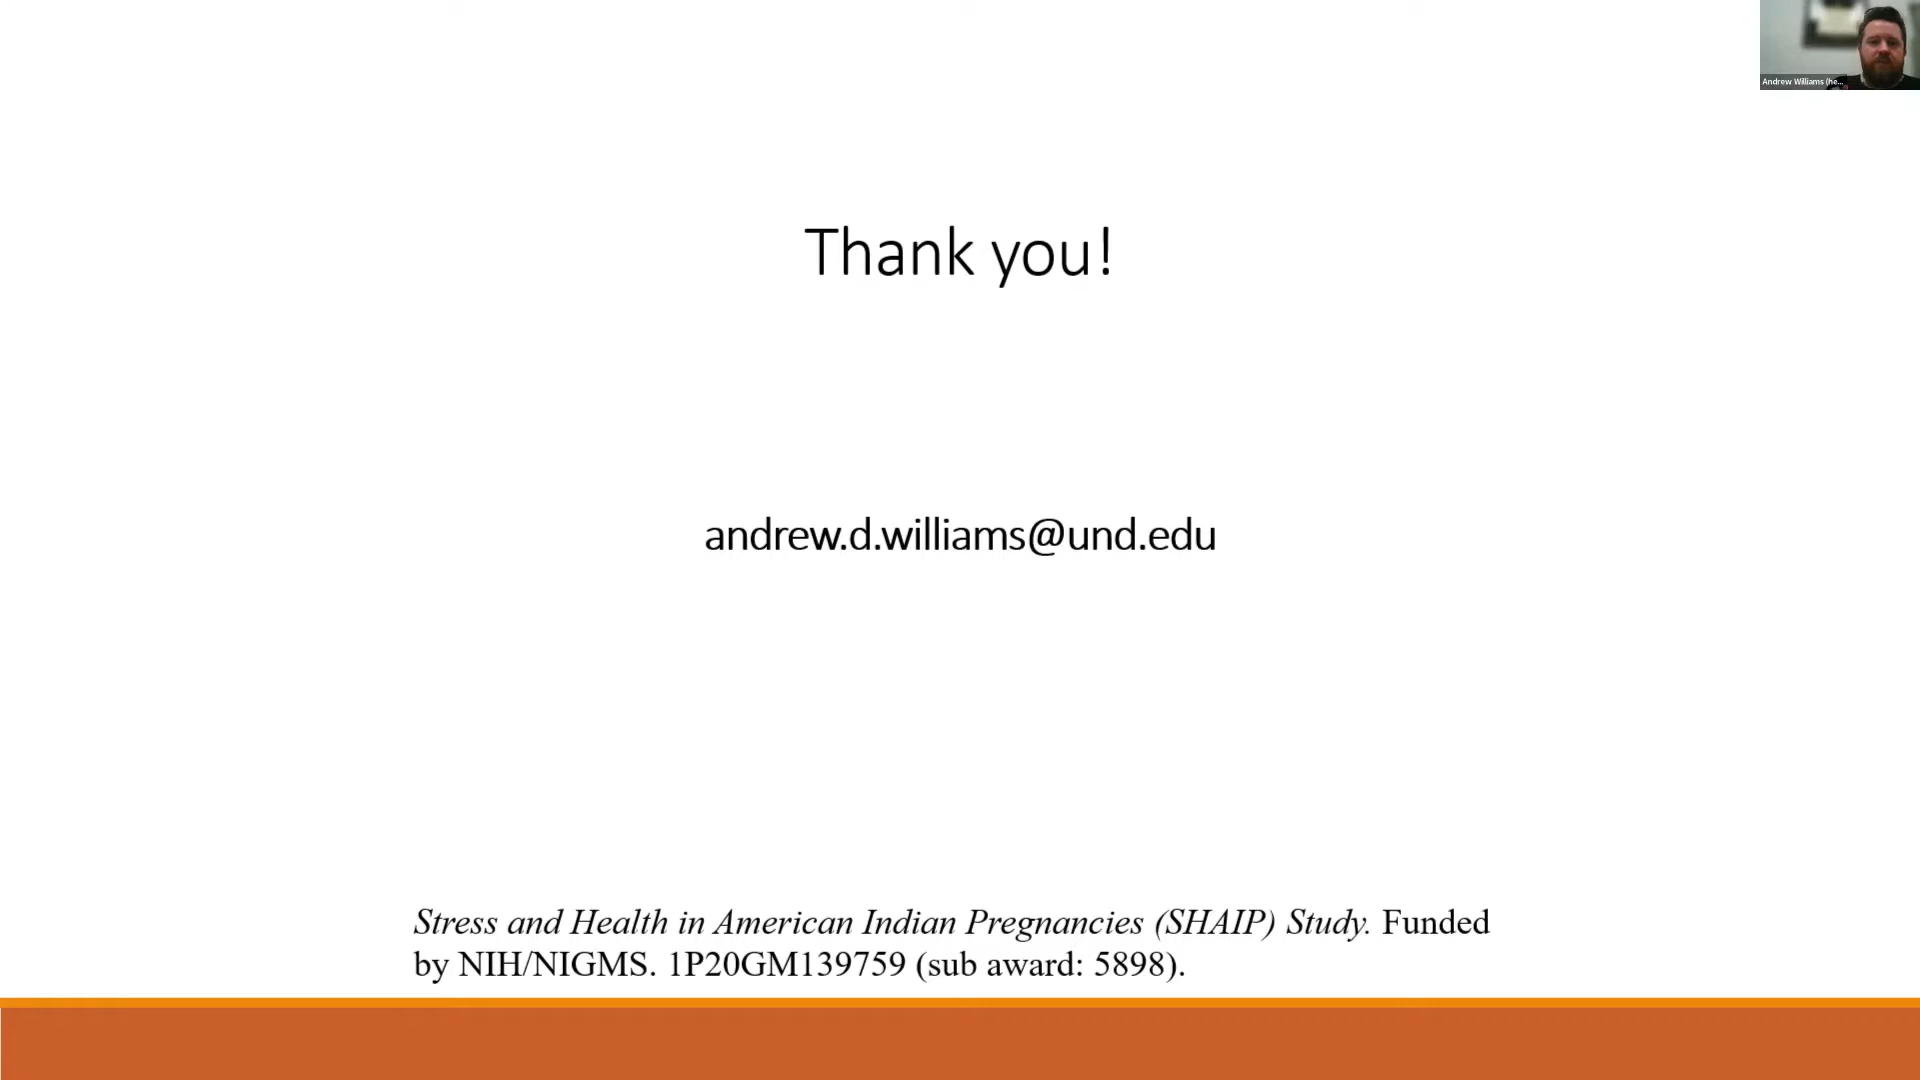 Andrew Williams (he...
Thank you!
andrew.d.williams@und.edu
Stress and Health in American Indian Pregnancies (SHAIP) Study. Funded
by NIH/NIGMS. 1P20GM139759 (sub award: 5898).